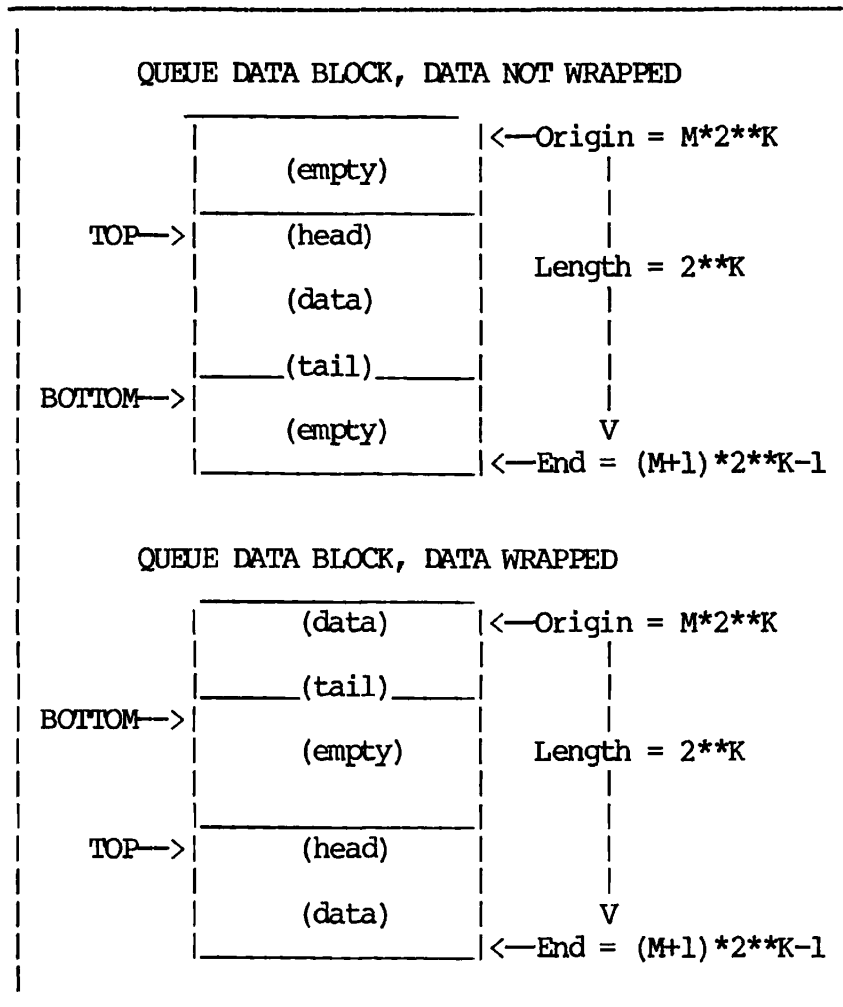 QUEUE DATA BLOCK, DATA NOT WRAPPED
<—Origin = M*2**K
(empty)
TOP—> (head)
Length = 2**K
(data)
(tail)
BOTTOM—>
(empty) V
<—End = (M+1)*2**K-1
QUEUE DATA BLOCK, DATA WRAPPED
(data) <—Origin = M*2**K
(tail)
BOTTOM—>
(empty) Length = 2**K
TOP—> (head)
(data) V
<—End = (M+1)*2**K-1